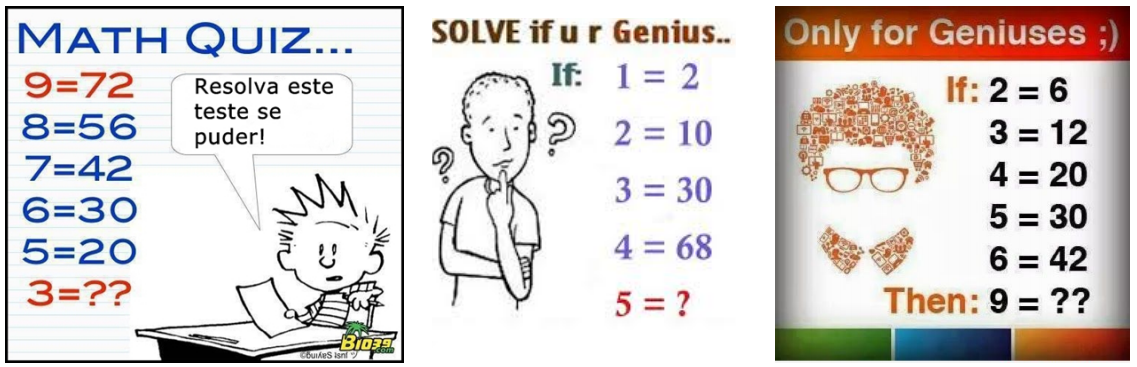 MATH QUIZ...
9=72
8=56
7=42
6=30
5=20
3=??
Resolva este
teste se
puder!
Bio39
.com
SOLVE if u r Genius..
If: 1 = 2
2 = 10
3 = 30
4 = 68
5 = ?
?
?
Only for Geniuses ;)
If: 2 = 6
3 = 12
4 = 20
5 = 30
6 = 42
Then: 9 = ??